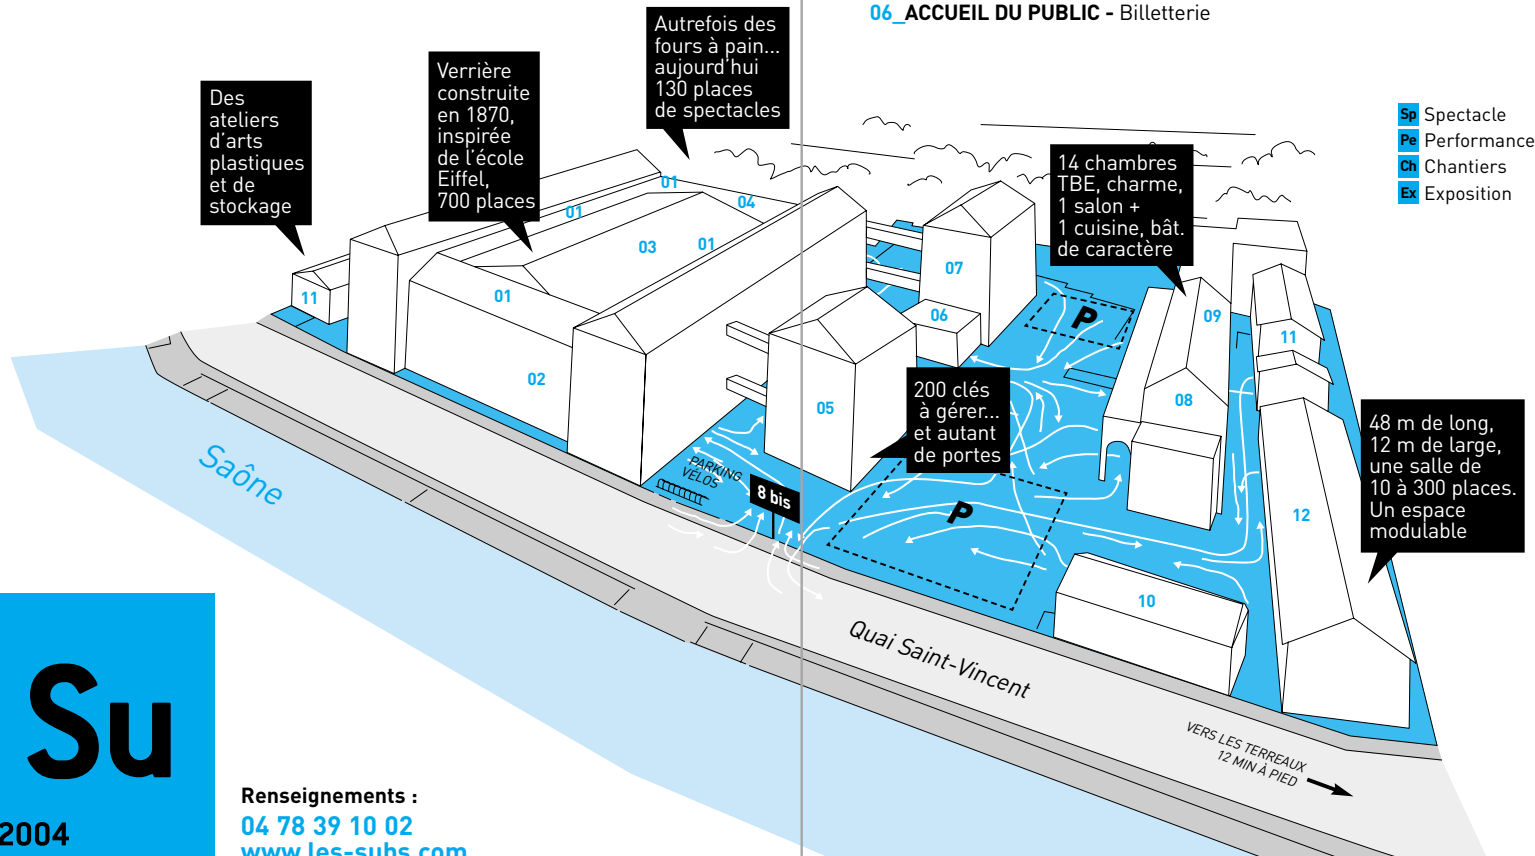 06_ACCUEIL DU PUBLIC - Billetterie
Autrefois des
fours à pain...
aujourd'hui
130 places
de spectacles
Verrière
construite
en 1870,
inspirée
de l'école
Eiffel,
700 places
Des
ateliers
d'arts
plastiques
et de
stockage
Sp Spectacle
Pe Performance
Ch Chantiers
Ex Exposition
14 chambres
TBE, charme,
1 salon +
1 cuisine, bât.
de caractère
01
04
01
03
01
07
11
01
06
09
11
02
05
08
200 clés
à gérer...
et autant
de portes
48 m de long,
12 m de large,
une salle de
10 à 300 places.
Un espace
modulable
P
PARKING
VÉLOS
8 bis
P
12
10
Saône
Quai Saint-Vincent
VERS LES TERREAUX
12 MIN À PIED
Su
2004
Renseignements :
04 78 39 10 02
www.les-subs.com